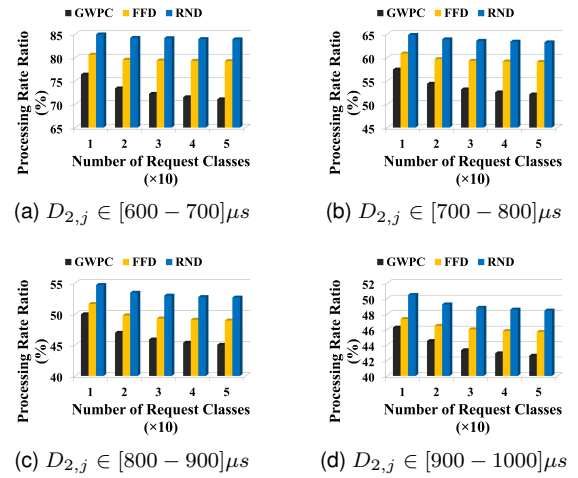 GWPC FFD RND
Processing Rate Ratio (%)
85
80
75
70
65
1 2 3 4 5
Number of Request Classes
(×10)
(a) D2,j ∈ [600 − 700]μs
GWPC FFD RND
Processing Rate Ratio (%)
65
60
55
50
45
1 2 3 4 5
Number of Request Classes
(×10)
(b) D2,j ∈ [700 − 800]μs
GWPC FFD RND
Processing Rate Ratio (%)
55
50
45
40
1 2 3 4 5
Number of Request Classes
(×10)
(c) D2,j ∈ [800 − 900]μs
GWPC FFD RND
Processing Rate Ratio (%)
52
50
48
46
44
42
40
1 2 3 4 5
Number of Request Classes
(×10)
(d) D2,j ∈ [900 − 1000]μs